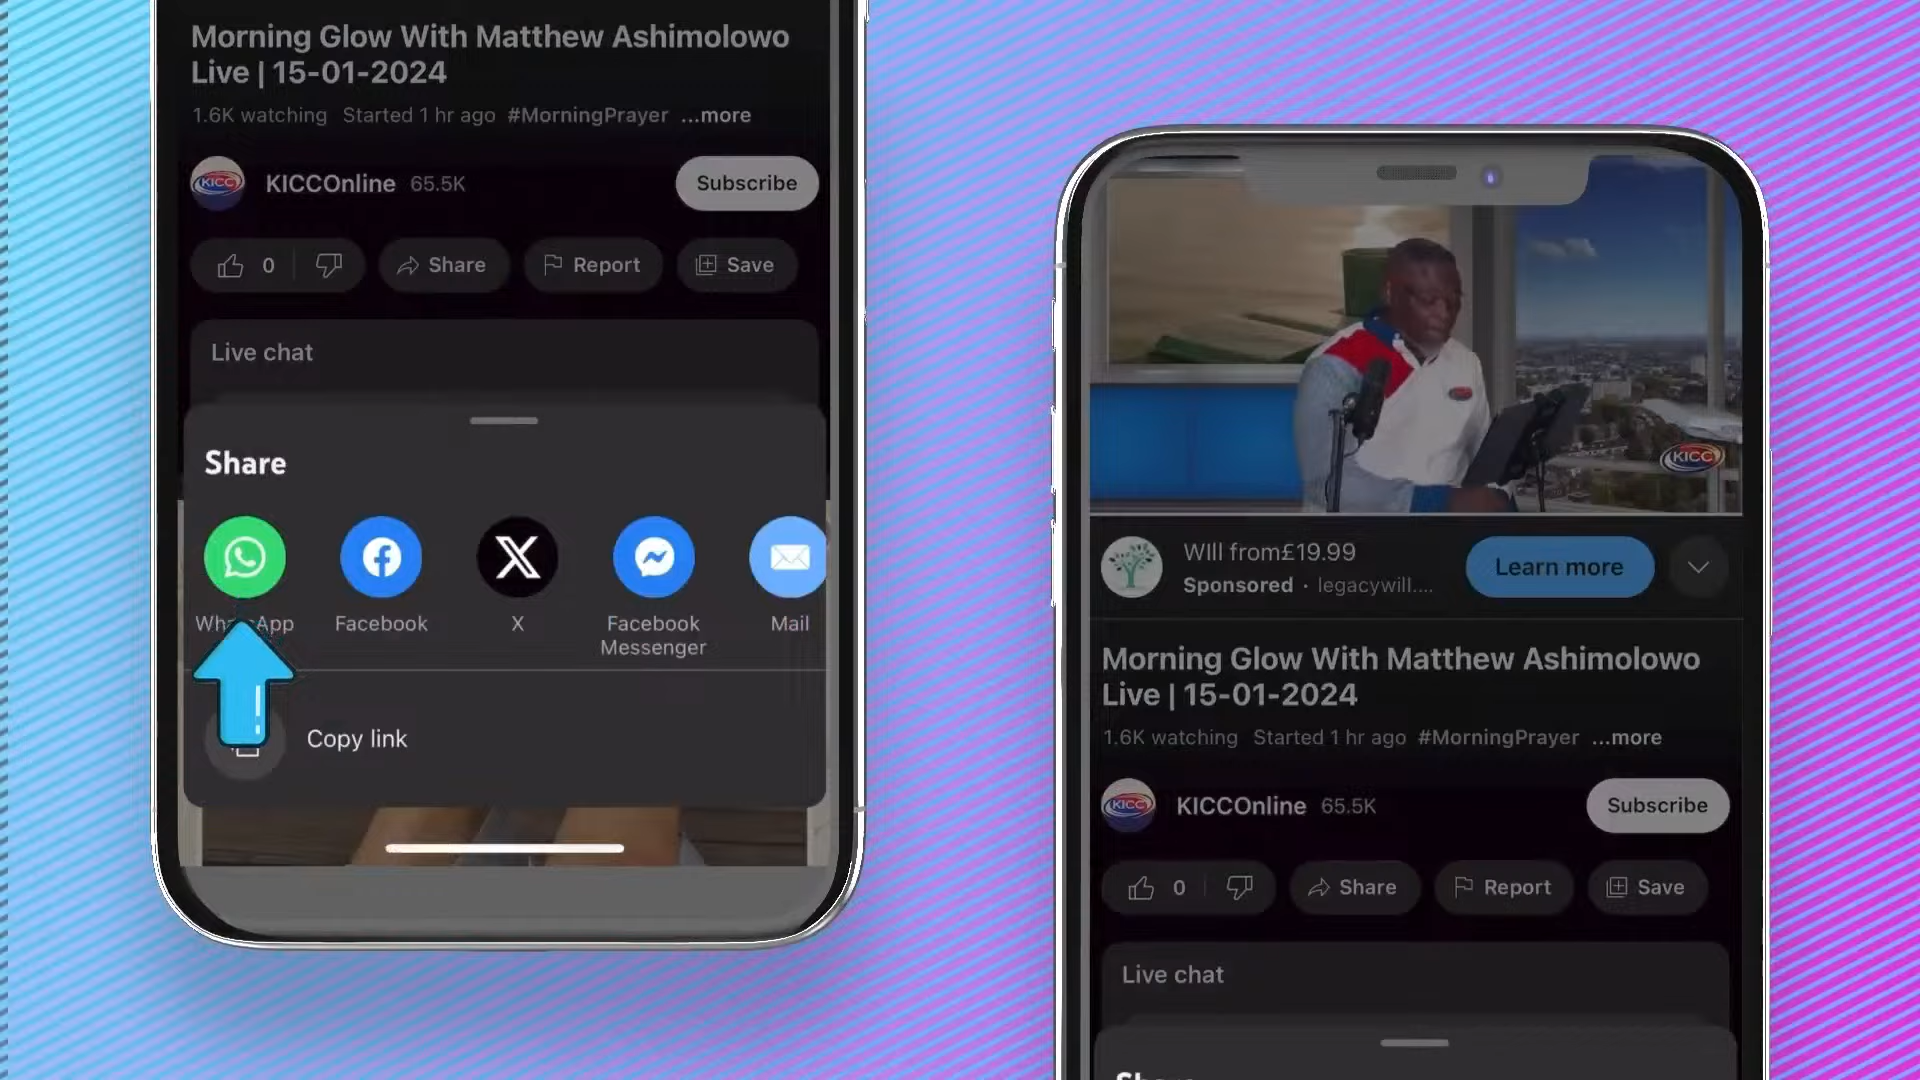 Morning Glow With Matthew Ashimolowo
Live | 15-01-2024
1.6K watching Started 1 hr ago #MorningPrayer ...more
KICC
KICCOnline 65.5K
Subscribe
0
Share
Report
Save
Live chat
Share
WhatsApp
Facebook
X
Facebook
Messenger
Mail
Copy link
KICC
WIll from£19.99
Sponsored · legacywill....
Learn more
Morning Glow With Matthew Ashimolowo
Live | 15-01-2024
1.6K watching Started 1 hr ago #MorningPrayer ...more
KICC
KICCOnline 65.5K
Subscribe
0
Share
Report
Save
Live chat
Share